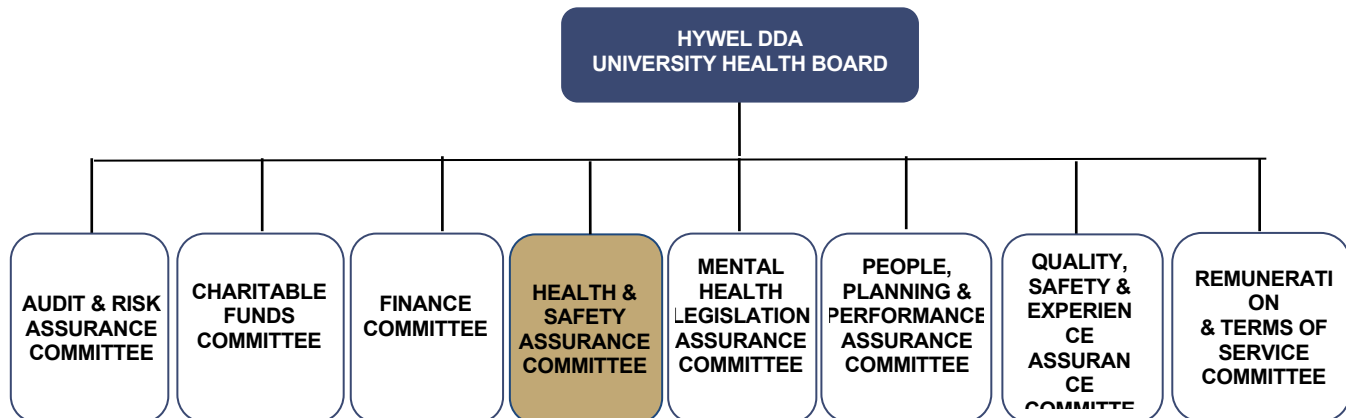 HYWEL DDA
UNIVERSITY HEALTH BOARD
AUDIT & RISK
ASSURANCE
COMMITTEE
CHARITABLE
FUNDS
COMMITTEE
FINANCE
COMMITTEE
HEALTH &
SAFETY
ASSURANCE
COMMITTEE
MENTAL
HEALTH
LEGISLATION
ASSURANCE
COMMITTEE
PEOPLE,
PLANNING &
PERFORMANCE
ASSURANCE
COMMITTEE
QUALITY,
SAFETY &
EXPERIEN
CE
ASSURAN
CE
COMMITTE
REMUNERATI
ON
& TERMS OF
SERVICE
COMMITTEE